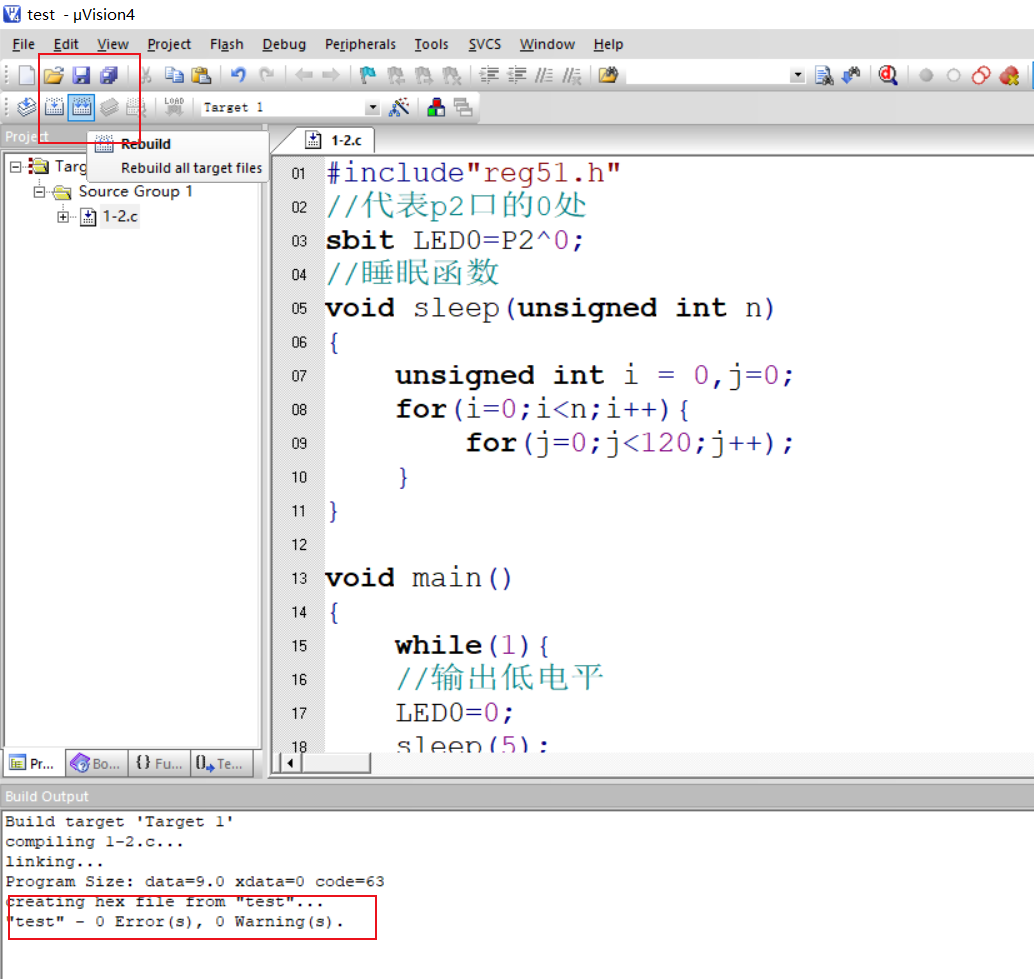 test - µVision4
File Edit View Project Flash Debug Peripherals Tools SVCS Window Help
LOAD Target 1
Project
Rebuild
Rebuild all target files
Targ
Source Group 1
1-2.c
1-2.c
01 #include"reg51.h"
02 //代表p2口的0处
03 sbit LED0=P2^0;
04 //睡眠函数
05 void sleep(unsigned int n)
06 {
07 unsigned int i = 0,j=0;
08 for(i=0;i<n;i++){
09 for(j=0;j<120;j++);
10 }
11 }
12
13 void main()
14 {
15 while(1){
16 //输出低电平
17 LED0=0;
18 sleep(5);
Pr... Bo... {} Fu... Te...
Build Output
Build target 'Target 1'
compiling 1-2.c...
linking...
Program Size: data=9.0 xdata=0 code=63
creating hex file from "test"...
"test" - 0 Error(s), 0 Warning(s).